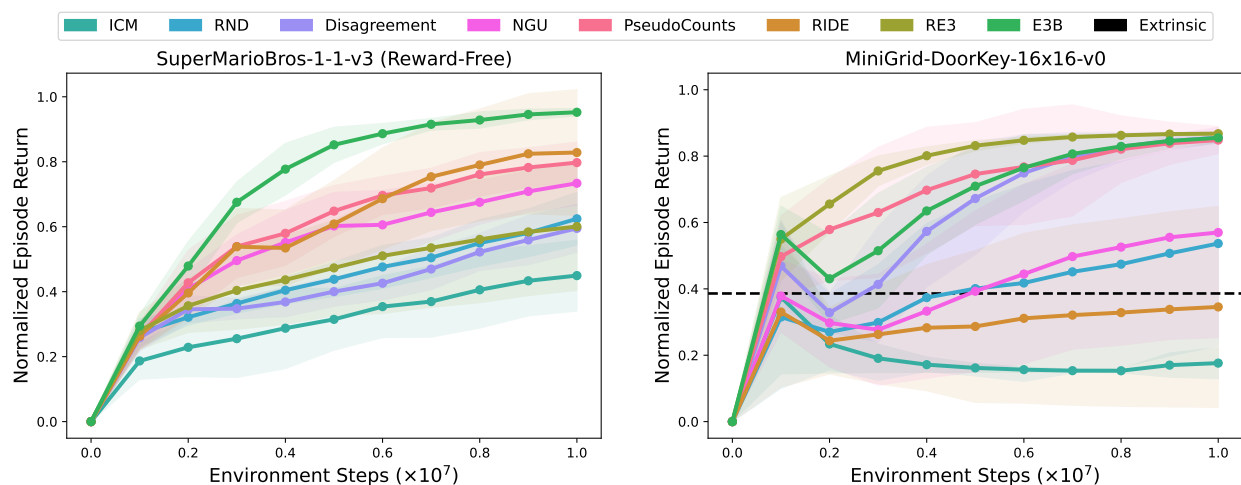 ICM RND Disagreement NGU PseudoCounts RIDE RE3 E3B Extrinsic
SuperMarioBros-1-1-v3 (Reward-Free)
Normalized Episode Return
1.0
0.8
0.6
0.4
0.2
0.0
0.0 0.2 0.4 0.6 0.8 1.0
Environment Steps (×10⁷)
MiniGrid-DoorKey-16x16-v0
Normalized Episode Return
1.0
0.8
0.6
0.4
0.2
0.0
0.0 0.2 0.4 0.6 0.8 1.0
Environment Steps (×10⁷)